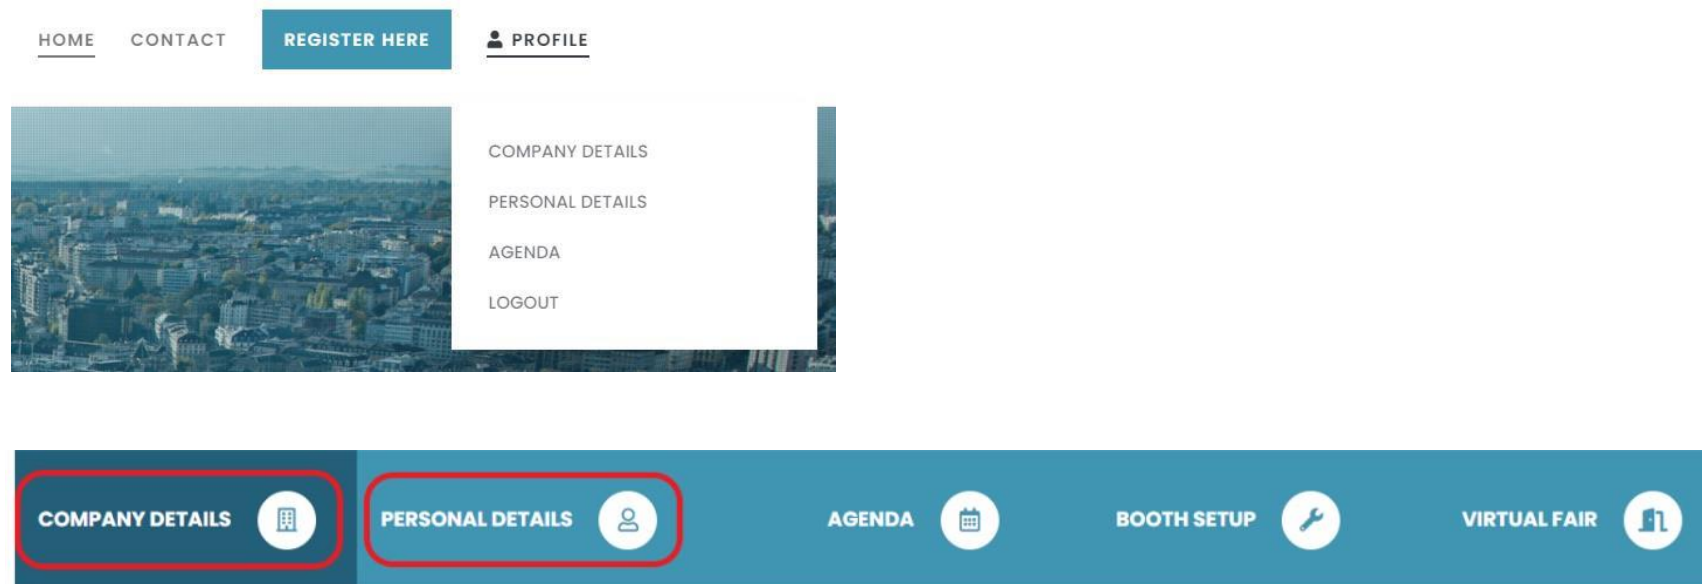 HOME CONTACT REGISTER HERE PROFILE
COMPANY DETAILS
PERSONAL DETAILS
AGENDA
LOGOUT
COMPANY DETAILS PERSONAL DETAILS AGENDA BOOTH SETUP VIRTUAL FAIR